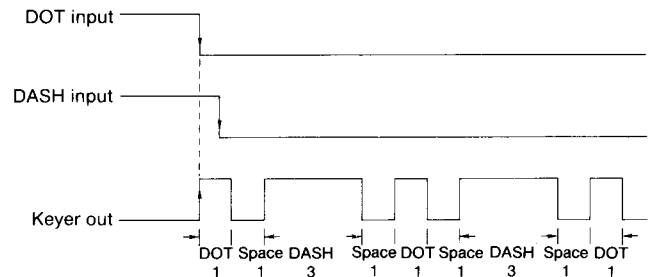 DOT input
DASH input
Keyer out
DOT Space DASH Space DOT Space DASH Space DOT
1 1 3 1 1 1 3 1 1